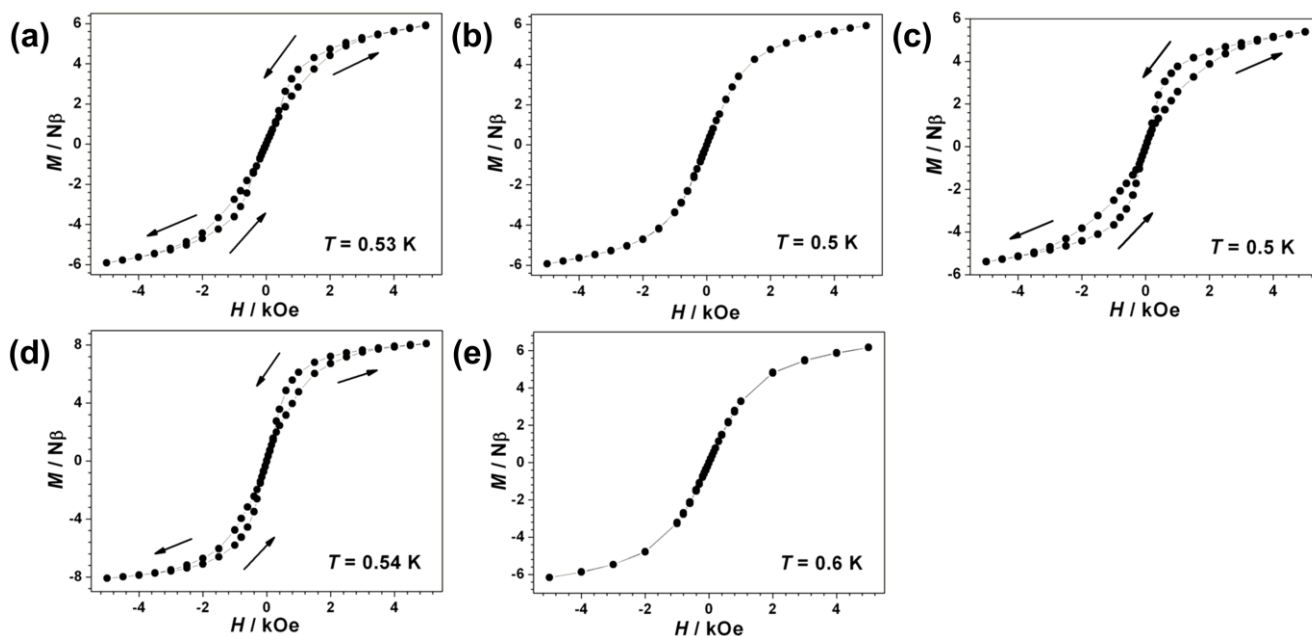 (a)
6
4
2
0
-2
-4
-6
M / Nβ
-4 -2 0 2 4
H / kOe
T = 0.53 K
(b)
6
4
2
0
-2
-4
-6
M / Nβ
-4 -2 0 2 4
H / kOe
T = 0.5 K
(c)
6
4
2
0
-2
-4
-6
M / Nβ
-4 -2 0 2 4
H / kOe
T = 0.5 K
(d)
8
4
0
-4
-8
M / Nβ
-4 -2 0 2 4
H / kOe
T = 0.54 K
(e)
6
4
2
0
-2
-4
-6
M / Nβ
-4 -2 0 2 4
H / kOe
T = 0.6 K